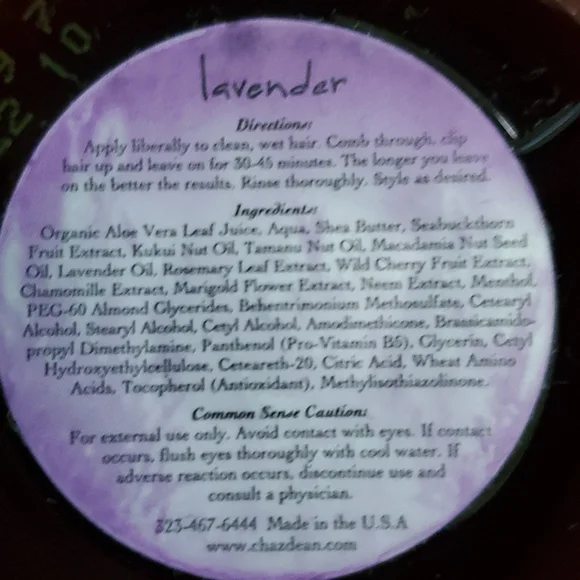 lavender
Directions:
Apply liberally to clean, wet hair. Comb through, clip
hair up and leave on for 30-45 minutes. The longer you leave
on the better the results. Rinse thoroughly. Style as desired.
Ingredients:
Organic Aloe Vera Leaf Juice, Aqua, Shea Butter, Seabuckthorn
Fruit Extract, Kukui Nut Oil, Tamanu Nut Oil, Macadamia Nut Seed
Oil, Lavender Oil, Rosemary Leaf Extract, Wild Cherry Fruit Extract,
Chamomille Extract, Marigold Flower Extract, Neem Extract, Menthol,
PEG-60 Almond Glycerides, Behentrimonium Methosulfate, Cetearyl
Alcohol, Stearyl Alcohol, Cetyl Alcohol, Amodimethicone, Brassicamido-
propyl Dimethylamine, Panthenol (Pro-Vitamin B5), Glycerin, Cetyl
Hydroxyethylcellulose, Ceteareth-20, Citric Acid, Wheat Amino
Acids, Tocopherol (Antioxidant), Methylisothiazolinone.
Common Sense Caution:
For external use only. Avoid contact with eyes. If contact
occurs, flush eyes thoroughly with cool water. If
adverse reaction occurs, discontinue use and
consult a physician.
323-467-6444 Made in the U.S.A
www.chazdean.com